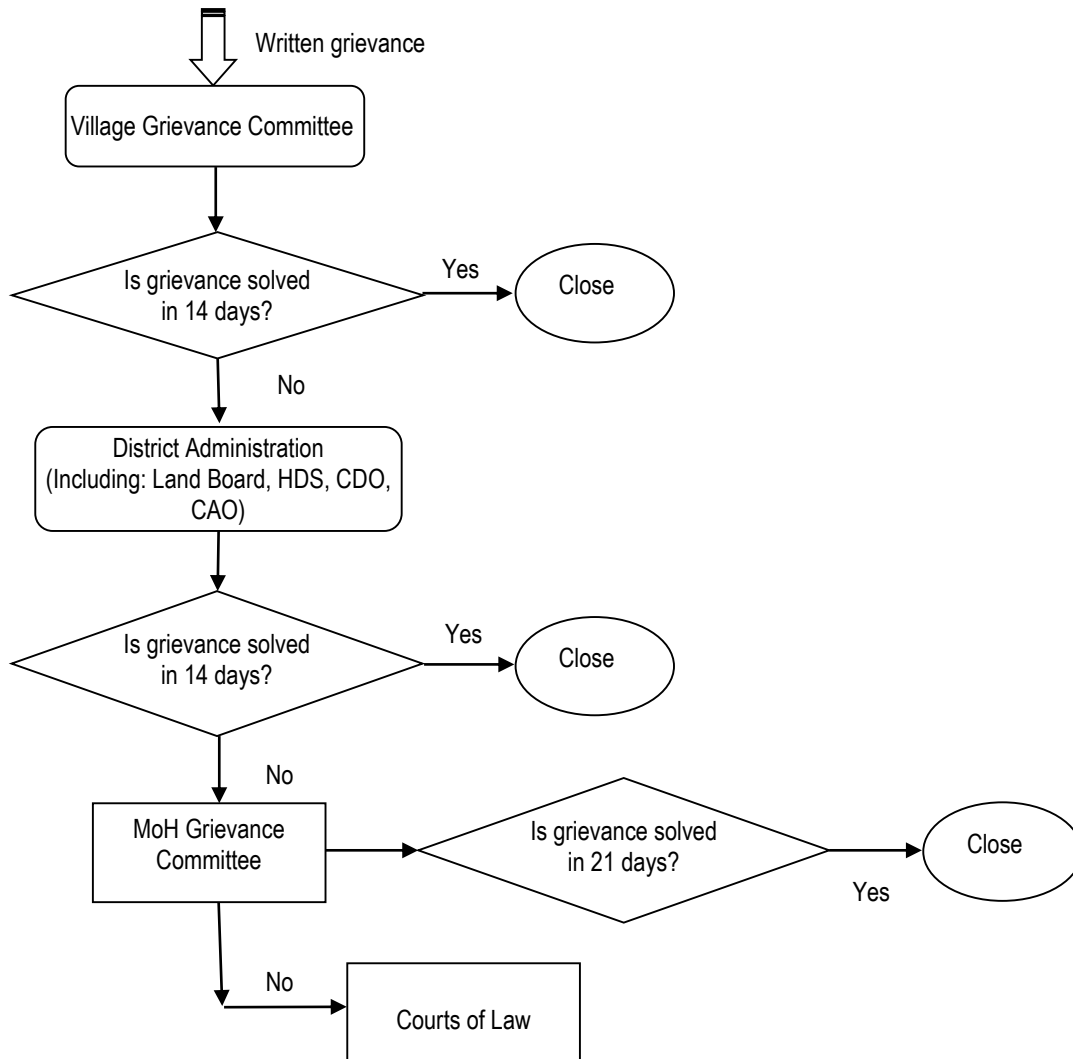 Written grievance
Village Grievance Committee
Is grievance solved
in 14 days?
Yes
Close
No
District Administration
(Including: Land Board, HDS, CDO,
CAO)
Is grievance solved
in 14 days?
Yes
Close
No
MoH Grievance
Committee
Is grievance solved
in 21 days?
Yes
Close
No
Courts of Law